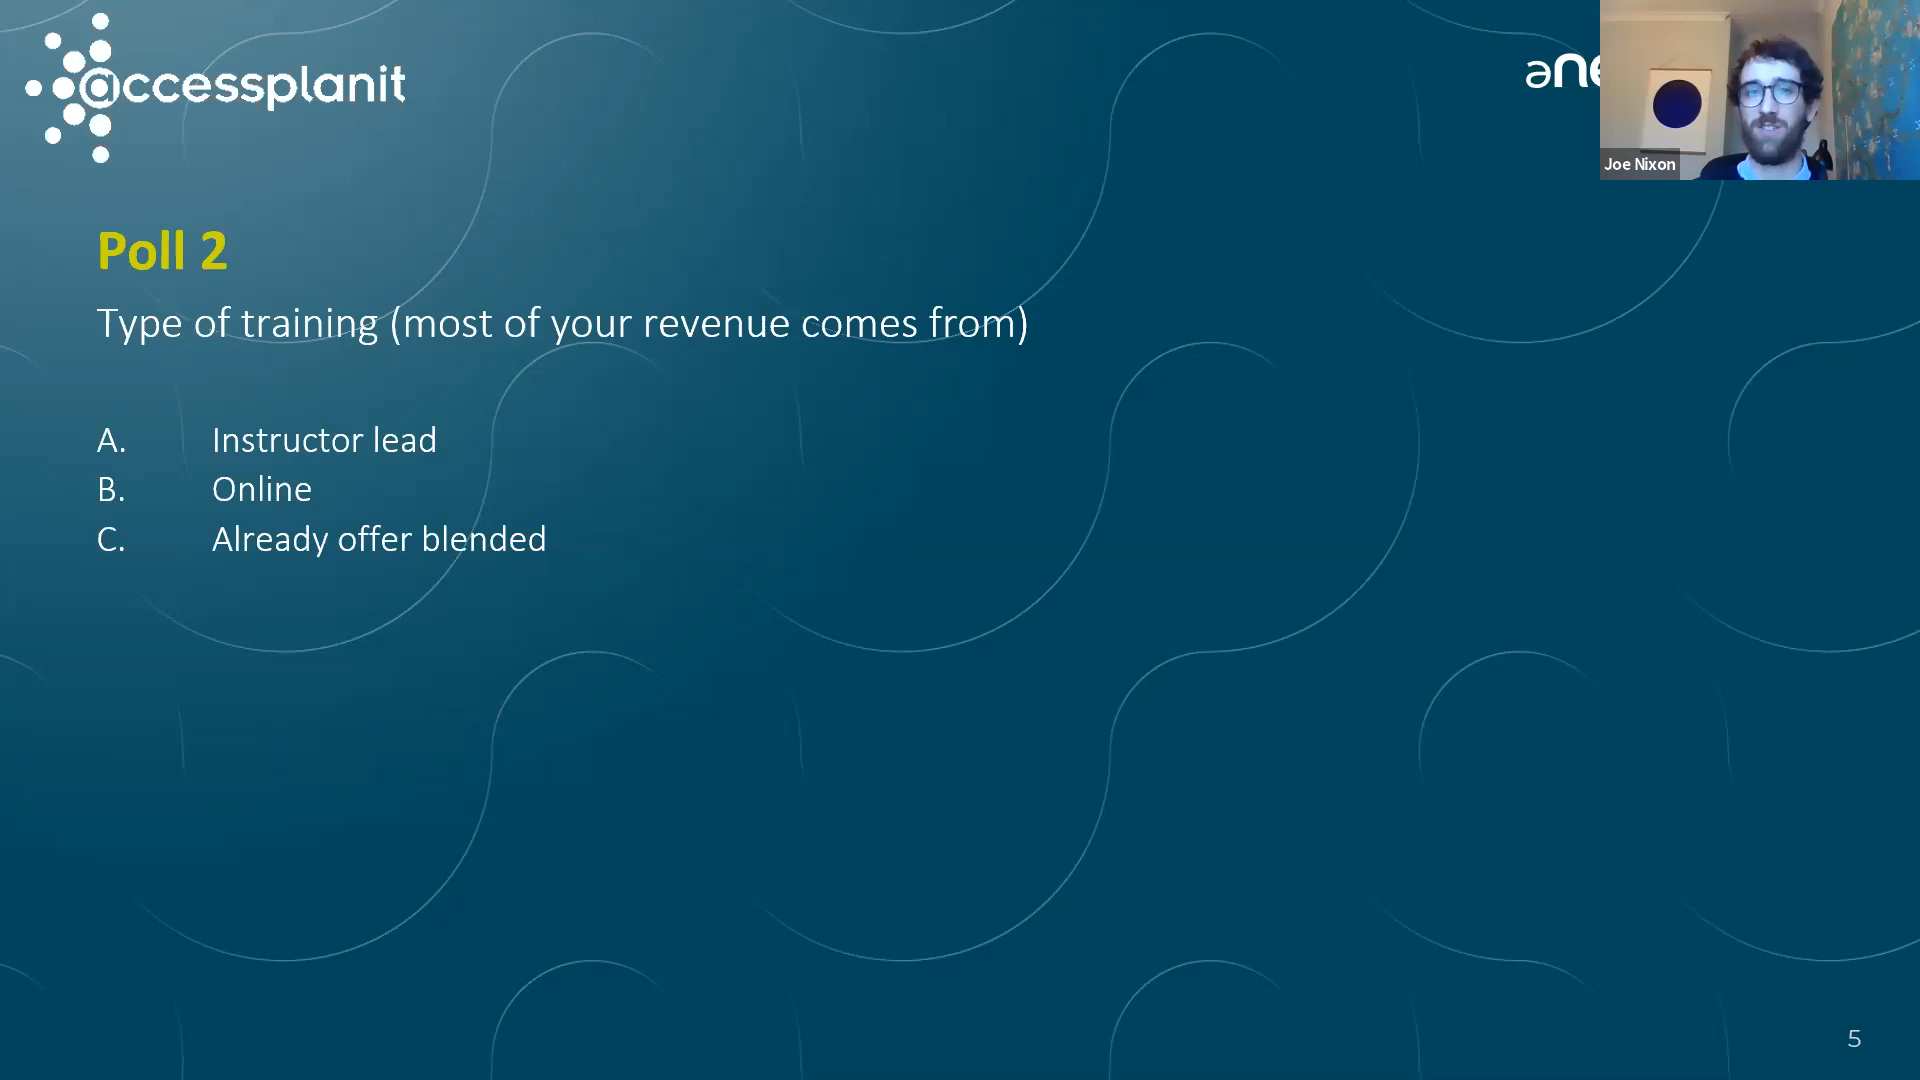 @ccessplanit
Joe Nixon
Poll 2
Type of training (most of your revenue comes from)
A. Instructor lead
B. Online
C. Already offer blended
5